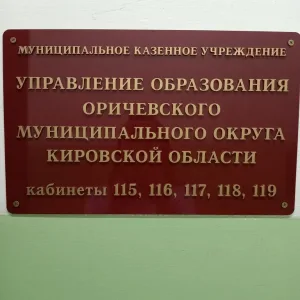 МУНИЦИПАЛЬНОЕ КАЗЕННОЕ УЧРЕЖДЕНИЕ
УПРАВЛЕНИЕ ОБРАЗОВАНИЯ
ОРИЧЕВСКОГО
МУНИЦИПАЛЬНОГО ОКРУГА
КИРОВСКОЙ ОБЛАСТИ
кабинеты 115, 116, 117, 118, 119